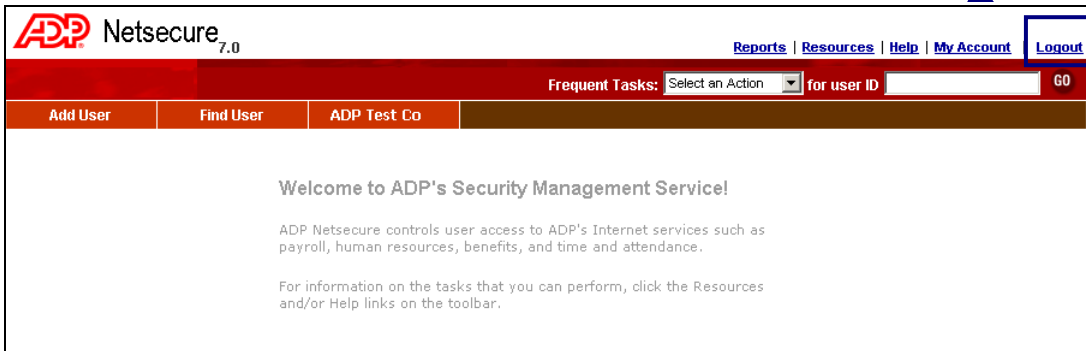 ADP Netsecure 7.0
Reports | Resources | Help | My Account | Logout
Frequent Tasks: Select an Action for user ID GO
Add User Find User ADP Test Co
Welcome to ADP's Security Management Service!
ADP Netsecure controls user access to ADP's Internet services such as
payroll, human resources, benefits, and time and attendance.
For information on the tasks that you can perform, click the Resources
and/or Help links on the toolbar.